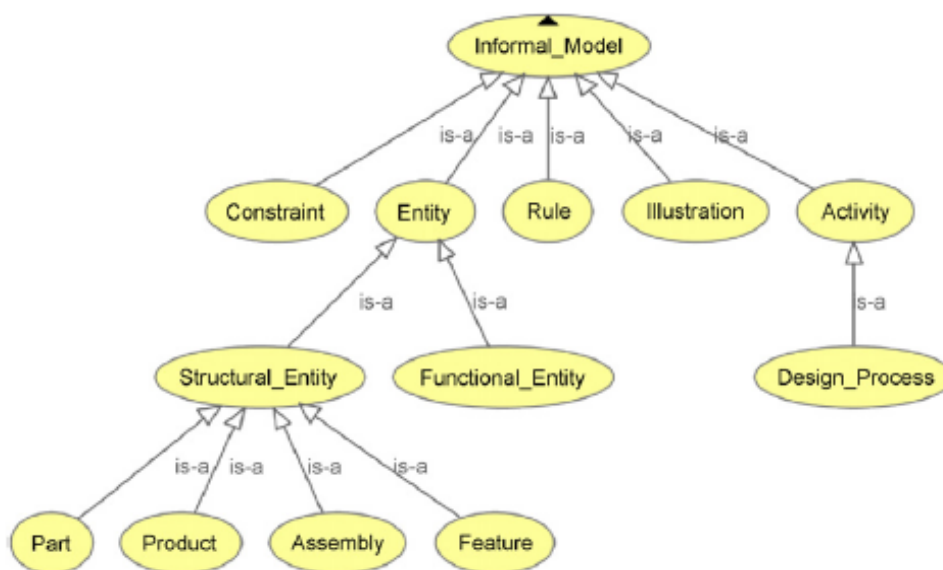 Informal_Model
is-a is-a is-a is-a is-a
Constraint Entity Rule Illustration Activity
is-a is-a s-a
Structural_Entity Functional_Entity Design_Process
is-a is-a is-a is-a
Part Product Assembly Feature